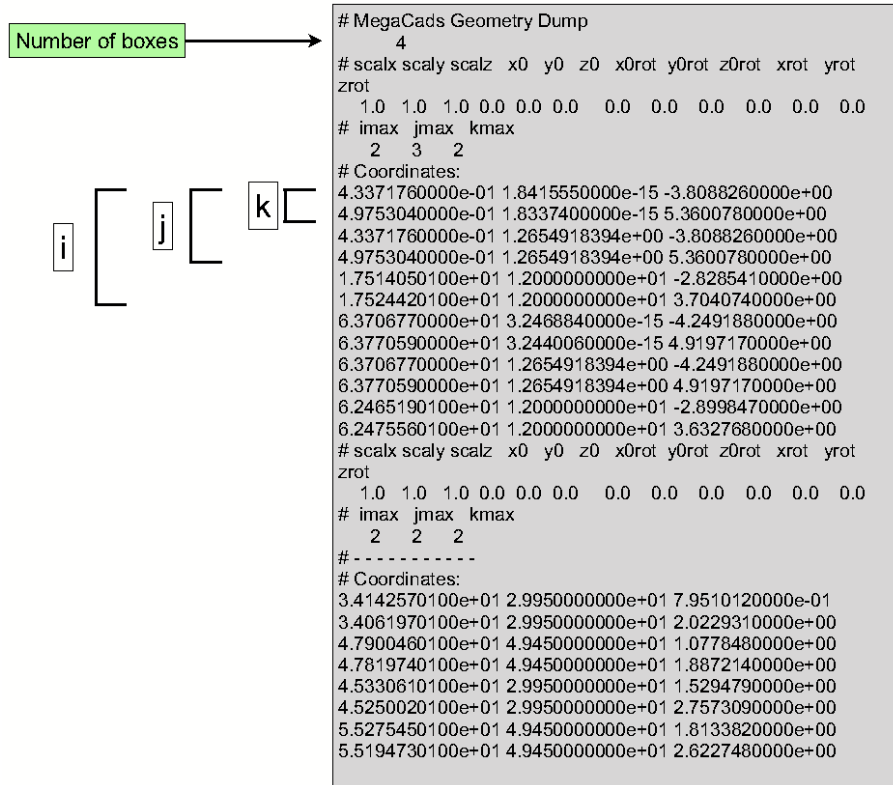 Number of boxes
i
j
k
# MegaCads Geometry Dump
4
# scalx scaly scalz x0 y0 z0 x0rot y0rot z0rot xrot yrot
zrot
1.0 1.0 1.0 0.0 0.0 0.0 0.0 0.0 0.0 0.0 0.0 0.0
# imax jmax kmax
2 3 2
# Coordinates:
4.3371760000e-01 1.8415550000e-15 -3.8088260000e+00
4.9753040000e-01 1.8337400000e-15 5.3600780000e+00
4.3371760000e-01 1.2654918394e+00 -3.8088260000e+00
4.9753040000e-01 1.2654918394e+00 5.3600780000e+00
1.7514050100e+01 1.2000000000e+01 -2.8285410000e+00
1.7524420100e+01 1.2000000000e+01 3.7040740000e+00
6.3706770000e+01 3.2468840000e-15 -4.2491880000e+00
6.3770590000e+01 3.2440060000e-15 4.9197170000e+00
6.3706770000e+01 1.2654918394e+00 -4.2491880000e+00
6.3770590000e+01 1.2654918394e+00 4.9197170000e+00
6.2465190100e+01 1.2000000000e+01 -2.8998470000e+00
6.2475560100e+01 1.2000000000e+01 3.6327680000e+00
# scalx scaly scalz x0 y0 z0 x0rot y0rot z0rot xrot yrot
zrot
1.0 1.0 1.0 0.0 0.0 0.0 0.0 0.0 0.0 0.0 0.0 0.0
# imax jmax kmax
2 2 2
# - - - - - - - - - - -
# Coordinates:
3.4142570100e+01 2.9950000000e+01 7.9510120000e-01
3.4061970100e+01 2.9950000000e+01 2.0229310000e+00
4.7900460100e+01 4.9450000000e+01 1.0778480000e+00
4.7819740100e+01 4.9450000000e+01 1.8872140000e+00
4.5330610100e+01 2.9950000000e+01 1.5294790000e+00
4.5250020100e+01 2.9950000000e+01 2.7573090000e+00
5.5275450100e+01 4.9450000000e+01 1.8133820000e+00
5.5194730100e+01 4.9450000000e+01 2.6227480000e+00